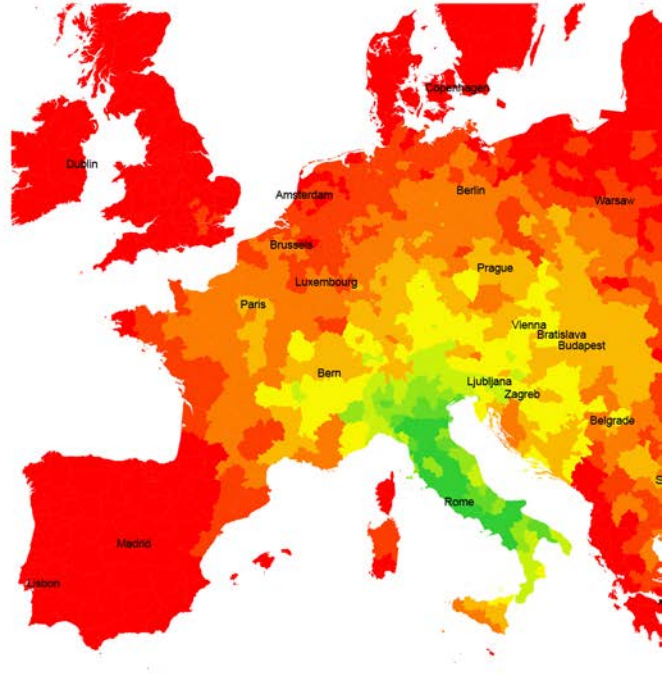 Copenhagen
Dublin
Berlin
Amsterdam
Warsaw
Brussels
Prague
Luxembourg
Paris
Vienna
Bratislava
Budapest
Bern
Ljubljana
Zagreb
Belgrade
S
Rome
Madrid
Lisbon